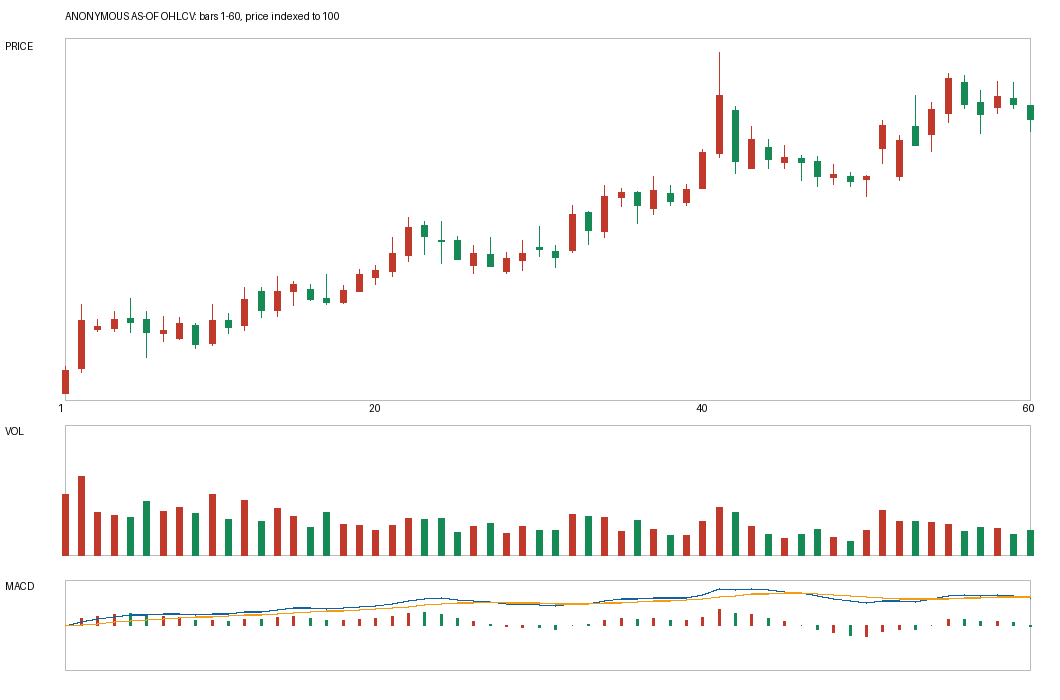 ANONYMOUS AS-OF OHLCV: bars 1-60, price indexed to 100
PRICE
1 20 40 60
VOL
MACD